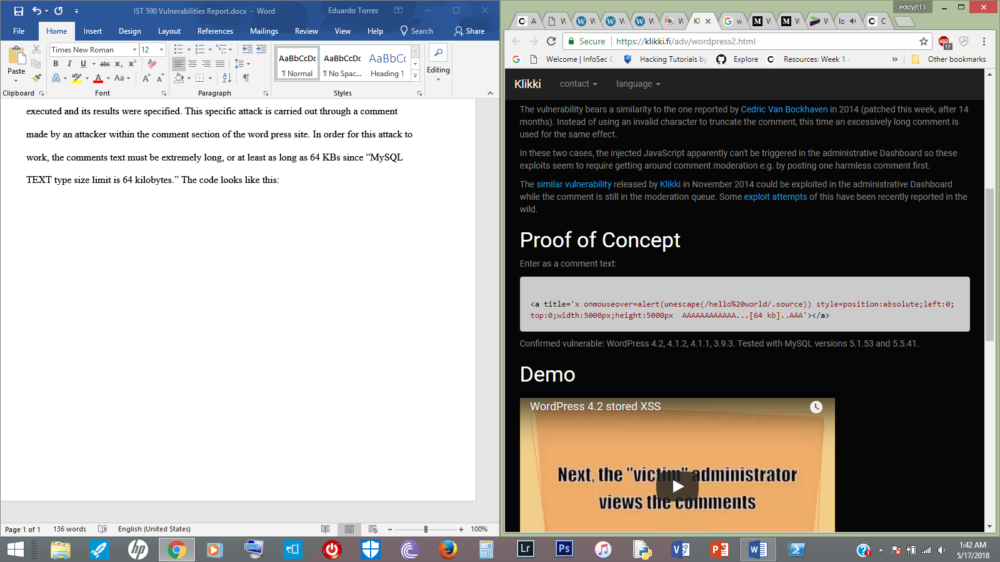 IST 590 Vulnerabilities Report.docx - Word
Eduardo Torres
File Home Insert Design Layout References Mailings Review View Help Search Share
Times New Roman 12
Paste
B I U abc x2 x2
A ab A Aa A A
AaBbCcDc AaBbCcDc AaBbCc
¶ Normal ¶ No Spac... Heading 1
Editing
Clipboard Font Paragraph Styles
executed and its results were specified. This specific attack is carried out through a comment
made by an attacker within the comment section of the word press site. In order for this attack to
work, the comments text must be extremely long, or at least as long as 64 KBs since “MySQL
TEXT type size limit is 64 kilobytes.” The code looks like this:
Page 1 of 1 136 words English (United States) 100%
eddyjt13
Secure https://klikki.fi/adv/wordpress2.html
ABP 17
Welcome | InfoSec Hacking Tutorials by Explore Resources: Week 1 - » Other bookmarks
Klikki contact language
The vulnerability bears a similarity to the one reported by Cedric Van Bockhaven in 2014 (patched this week, after 14
months). Instead of using an invalid character to truncate the comment, this time an excessively long comment is
used for the same effect.
In these two cases, the injected JavaScript apparently can't be triggered in the administrative Dashboard so these
exploits seem to require getting around comment moderation e.g. by posting one harmless comment first.
The similar vulnerability released by Klikki in November 2014 could be exploited in the administrative Dashboard
while the comment is still in the moderation queue. Some exploit attempts of this have been recently reported in the
wild.
Proof of Concept
Enter as a comment text:
<a title='x onmouseover=alert(unescape(/hello%20world/.source)) style=position:absolute;left:0;
top:0;width:5000px;height:5000px  AAAAAAAAAAAA...[64 kb]..AAA'></a>
Confirmed vulnerable: WordPress 4.2, 4.1.2, 4.1.1, 3.9.3. Tested with MySQL versions 5.1.53 and 5.5.41.
Demo
WordPress 4.2 stored XSS
Next, the "victim" administrator
views the comments
hp Lr Ps
1:42 AM
5/17/2018